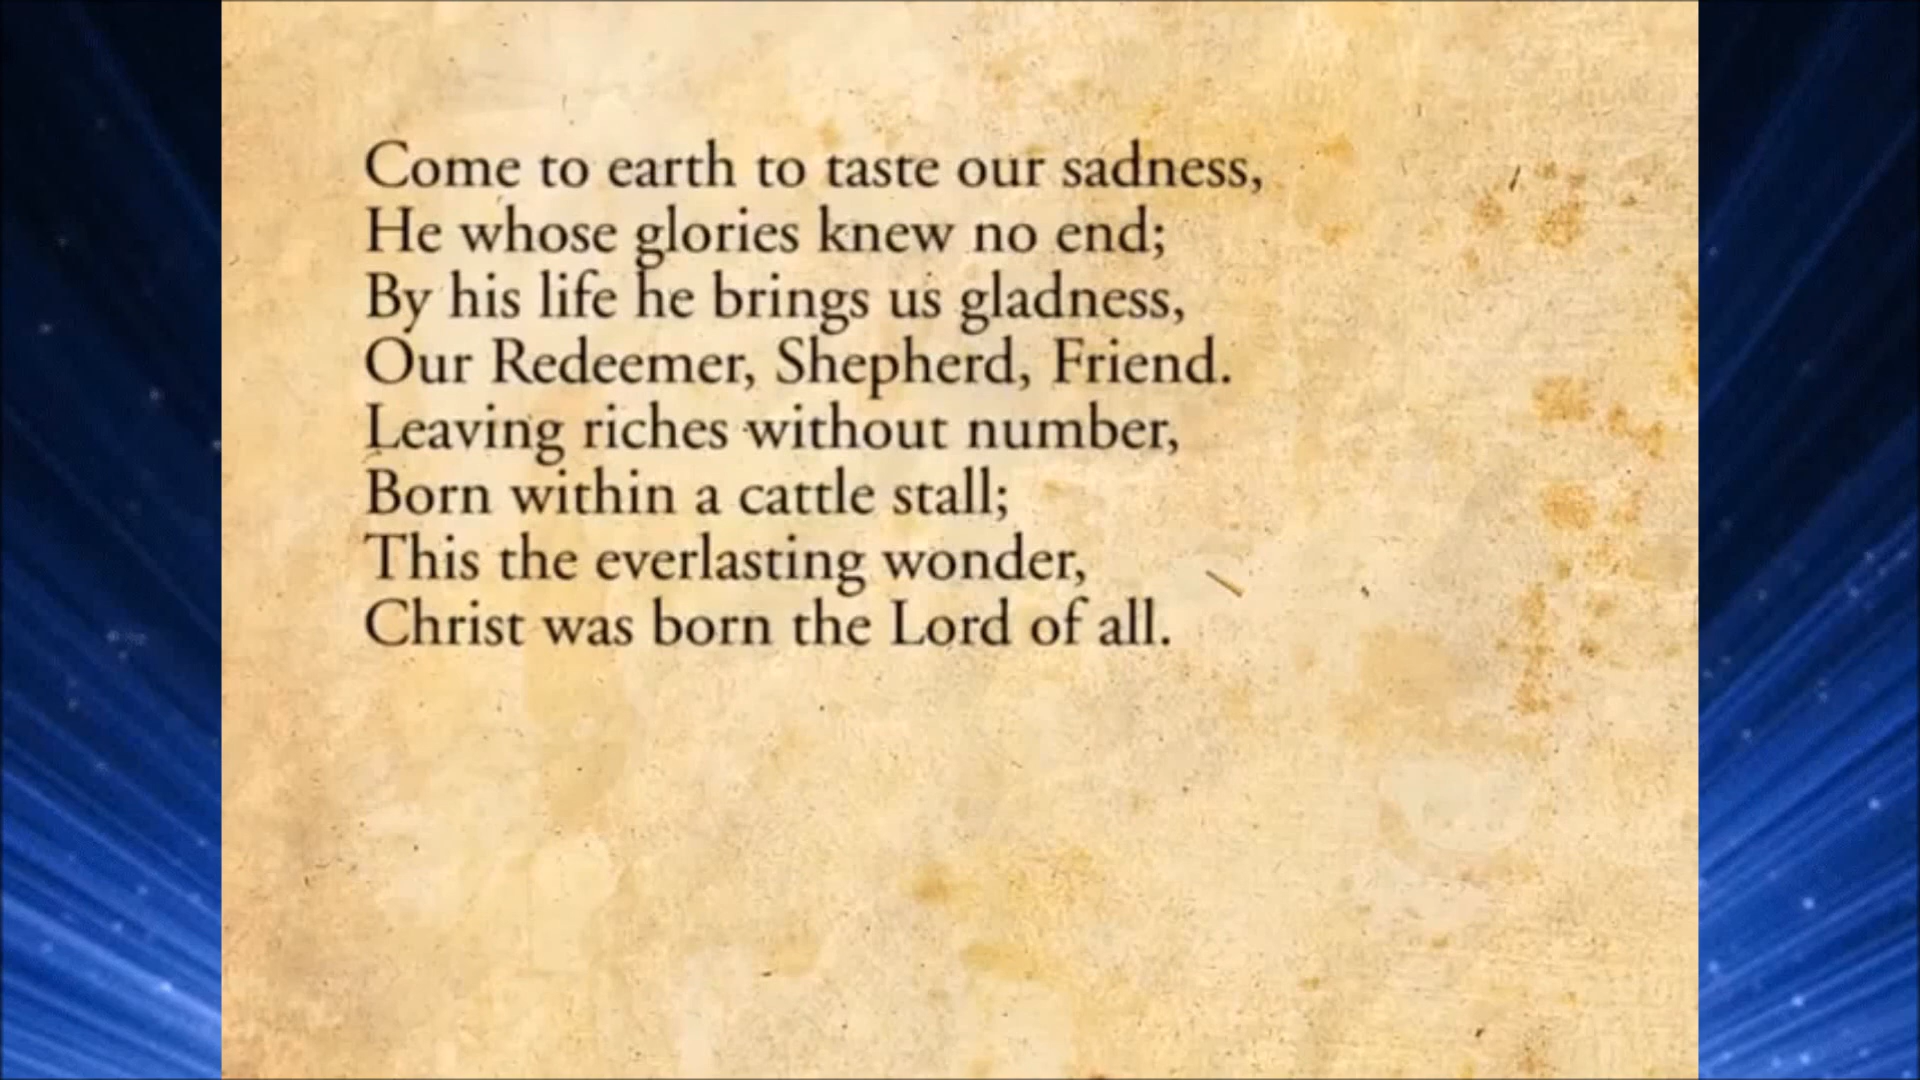 Come to earth to taste our sadness,
He whose glories knew no end;
By his life he brings us gladness,
Our Redeemer, Shepherd, Friend.
Leaving riches without number,
Born within a cattle stall;
This the everlasting wonder,
Christ was born the Lord of all.